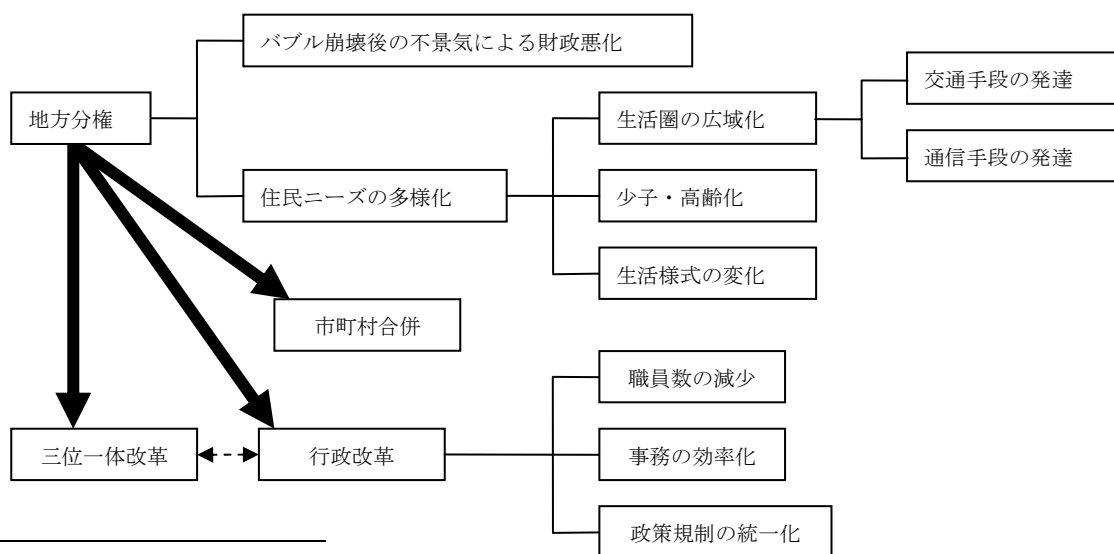 バブル崩壊後の不景気による財政悪化
交通手段の発達
地方分権
生活圏の広域化
通信手段の発達
住民ニーズの多様化
少子・高齢化
生活様式の変化
市町村合併
職員数の減少
三位一体改革
行政改革
事務の効率化
政策規制の統一化